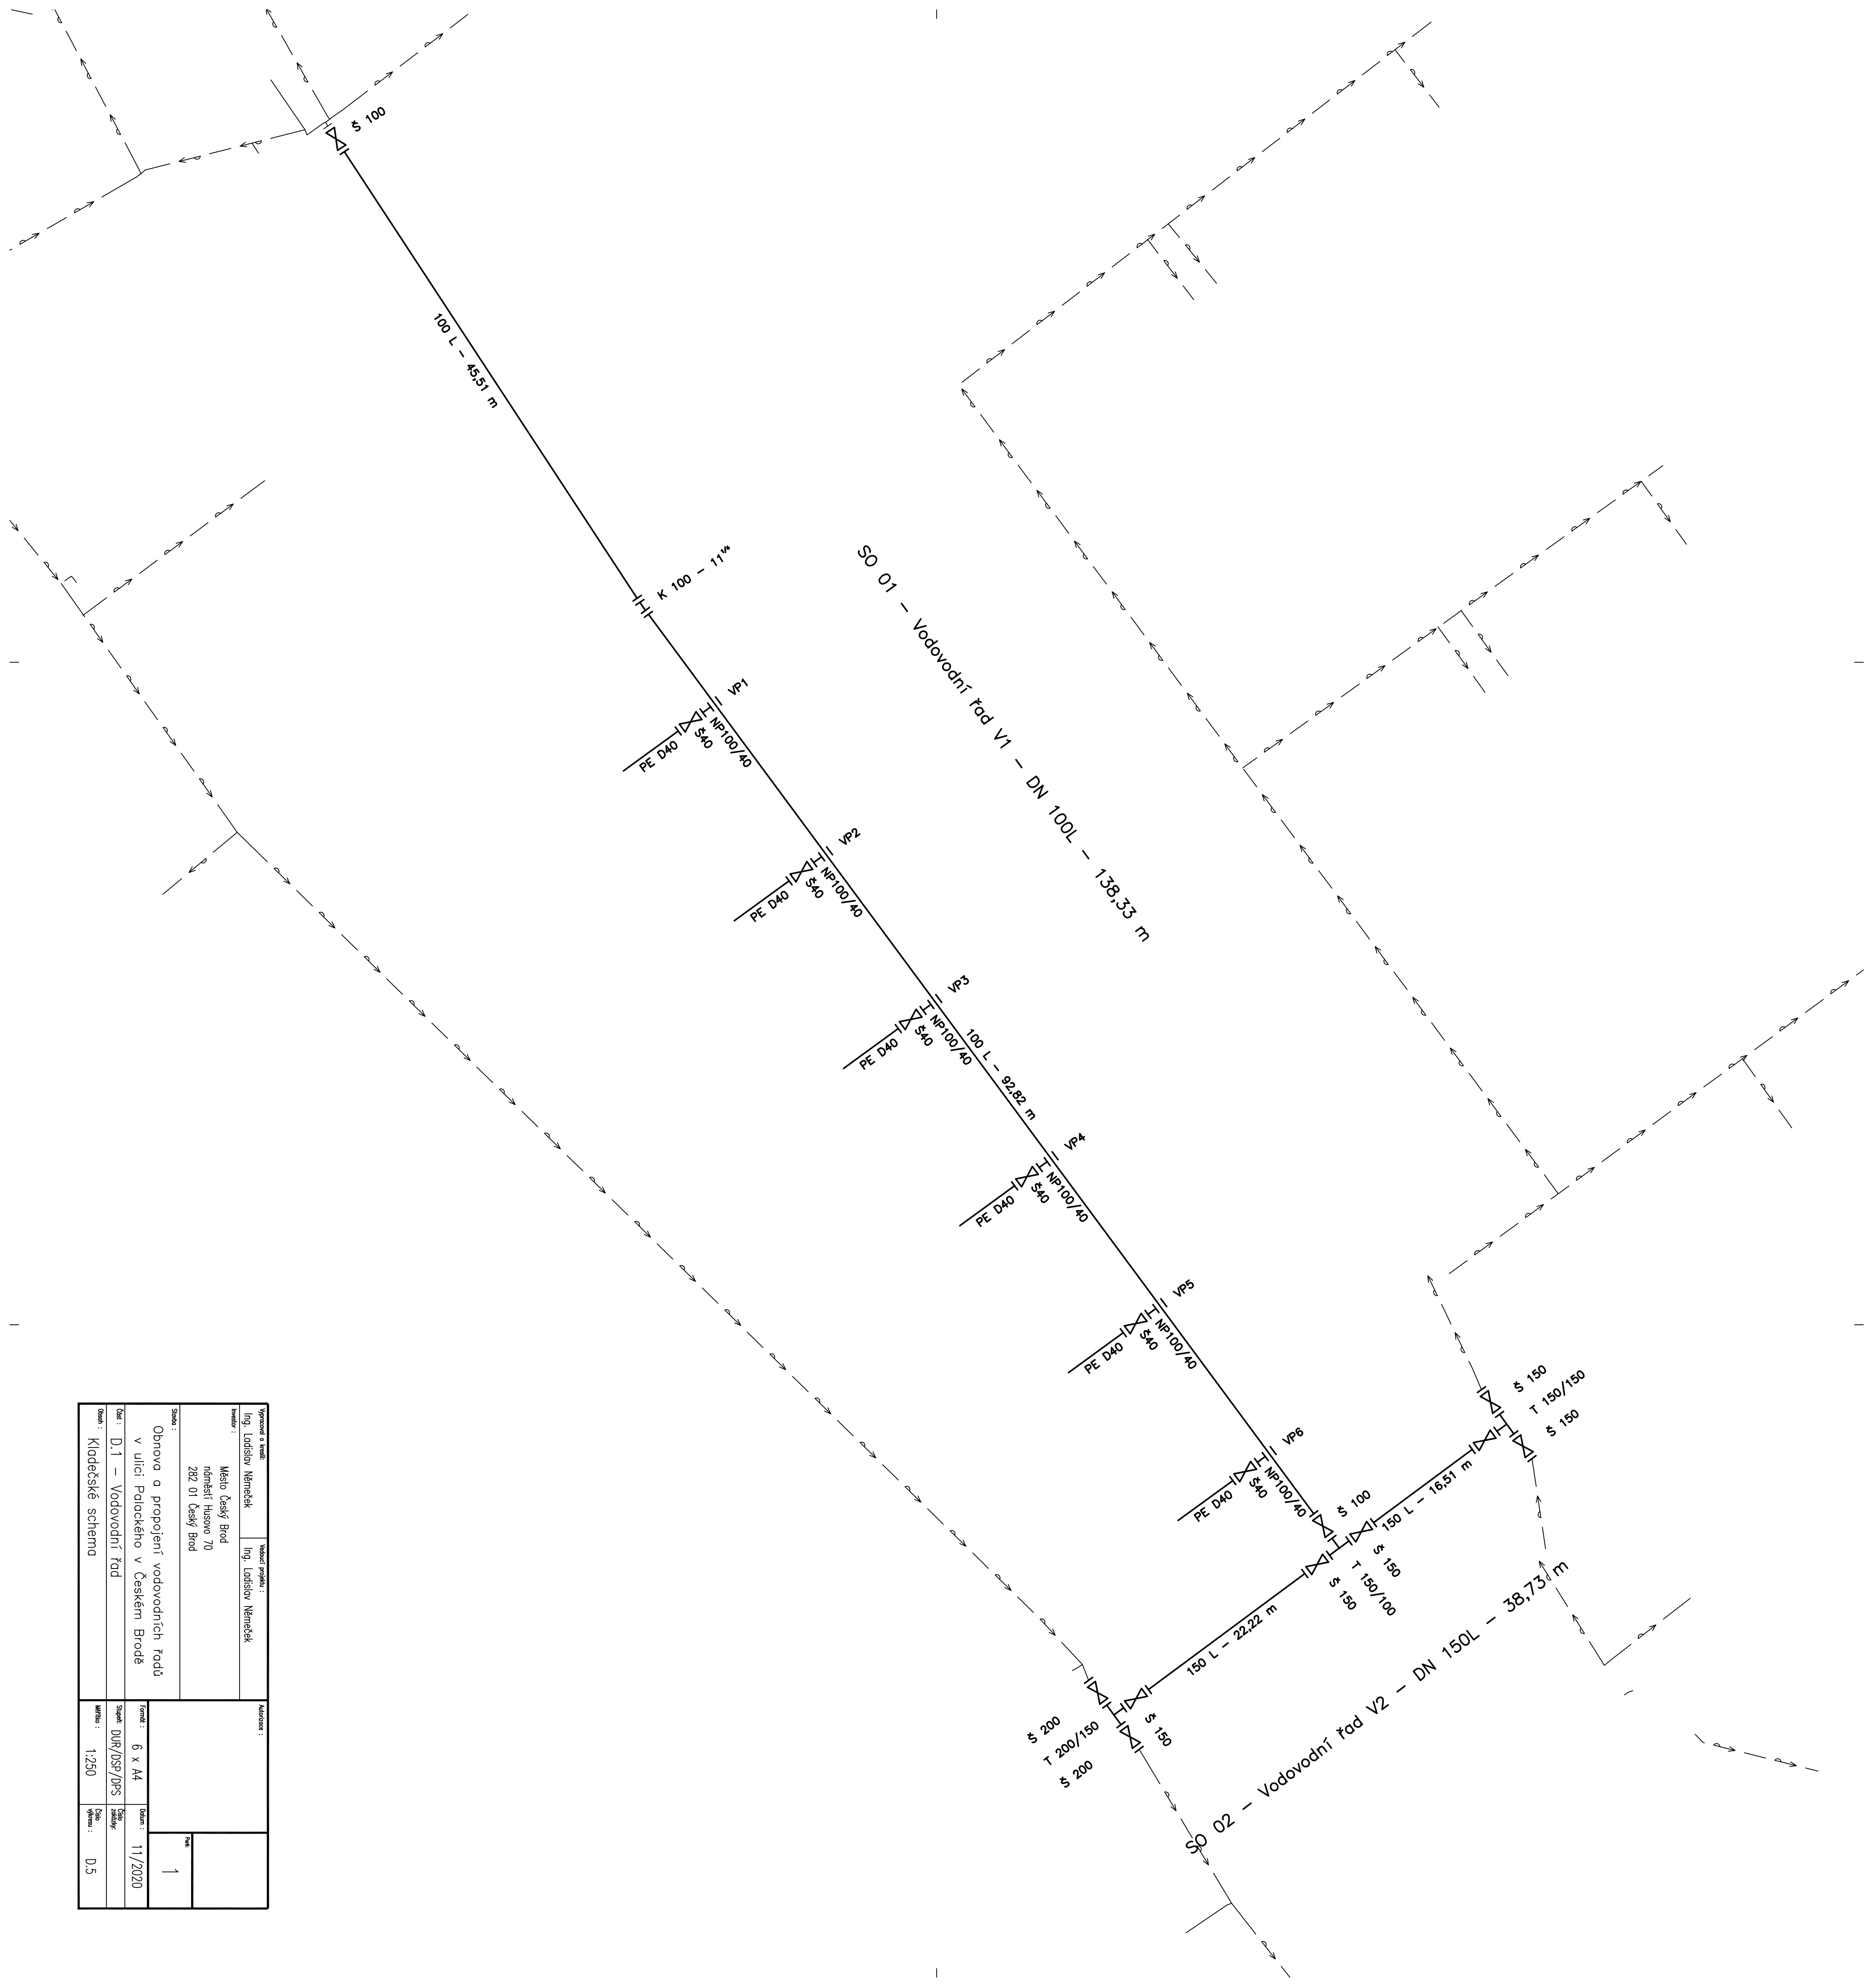 Š 100
100 L – 45,51 m
K 100 – 11¼
SO 01 – Vodovodní řad V1 – DN 100L – 138,33 m
VP1
NP100/40
Š40
PE D40
VP2
NP100/40
Š40
PE D40
VP3
NP100/40
Š40
PE D40
100 L – 92,82 m
VP4
NP100/40
Š40
PE D40
VP5
NP100/40
Š40
PE D40
VP6
NP100/40
Š40
PE D40
Š 100
Š 150
T 150/100
Š 150
150 L – 16,51 m
Š 150
T 150/150
Š 150
150 L – 22,22 m
Š 150
Š 200
T 200/150
Š 200
SO 02 – Vodovodní řad V2 – DN 150L – 38,73 m
Vypracoval a kreslil:
Ing. Ladislav Němeček
Vedoucí projektu :
Ing. Ladislav Němeček
Autorizace :
Investor :
Město Český Brod
náměstí Husovo 70
282 01 Český Brod
Stavba :
Obnova a propojení vodovodních řadů
v ulici Palackého v Českém Brodě
Paré:
1
Formát : 6 x A4
Datum : 11/2020
Část : D.1 – Vodovodní řad
Stupeň: DUR/DSP/DPS
Číslo
zakázky:
Obsah : Kladečské schema
Měřítko : 1:250
Číslo
výkresu : D.5